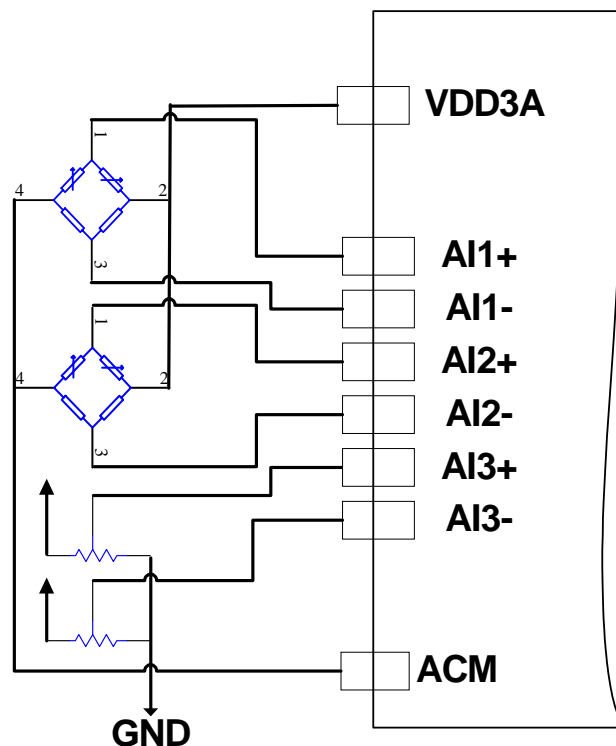 VDD3A
1
4
2
AI1+
3
AI1-
1
AI2+
4
2
AI2-
3
AI3+
AI3-
ACM
GND